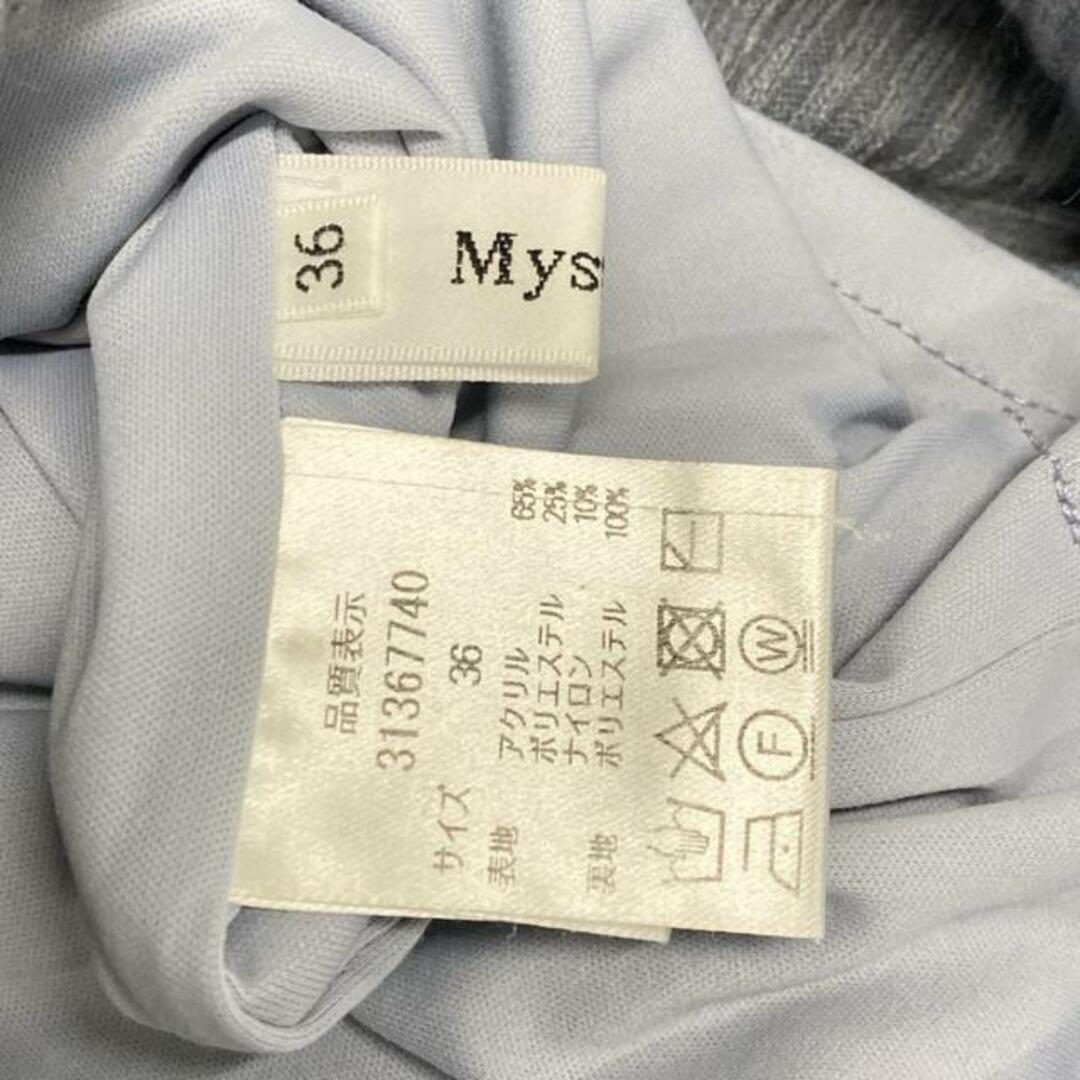 36
Mys
品質表示
31367740
サイズ 36
表地 アクリル 65%
ポリエステル 25%
ナイロン 10%
裏地 ポリエステル 100%
F W